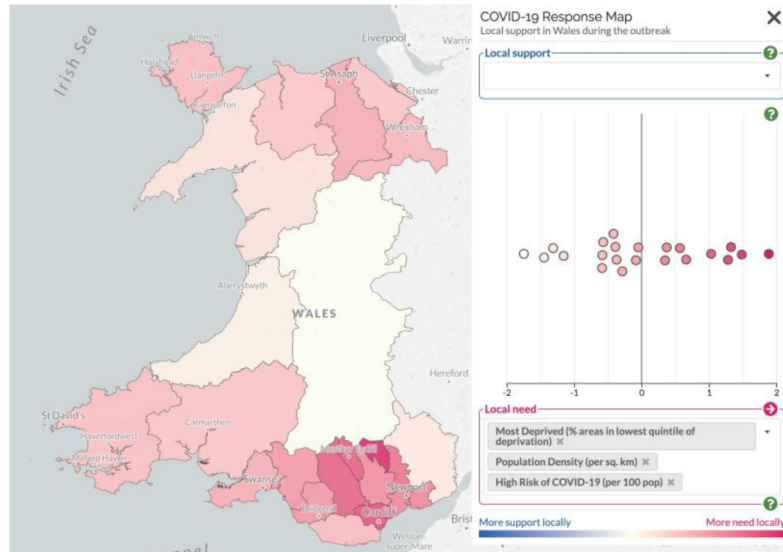 COVID-19 Response Map
Local support in Wales during the outbreak
Local support
-2 -1 0 1 2
Local need
Most Deprived (% areas in lowest quintile of
deprivation)
Population Density (per sq. km)
High Risk of COVID-19 (per 100 pop)
More support locally
More need locally
Irish Sea
Amlwch
Holyhead
Llangefni
Caernarfon
St Asaph
Liverpool
Chester
Wrexham
Aberystwyth
WALES
Hereford
St David's
Haverfordwest
Milford Haven
Carmarthen
Swansea
Merthyr Tydfil
Bridgend
Newport
Cardiff
Weston-
super-Mare